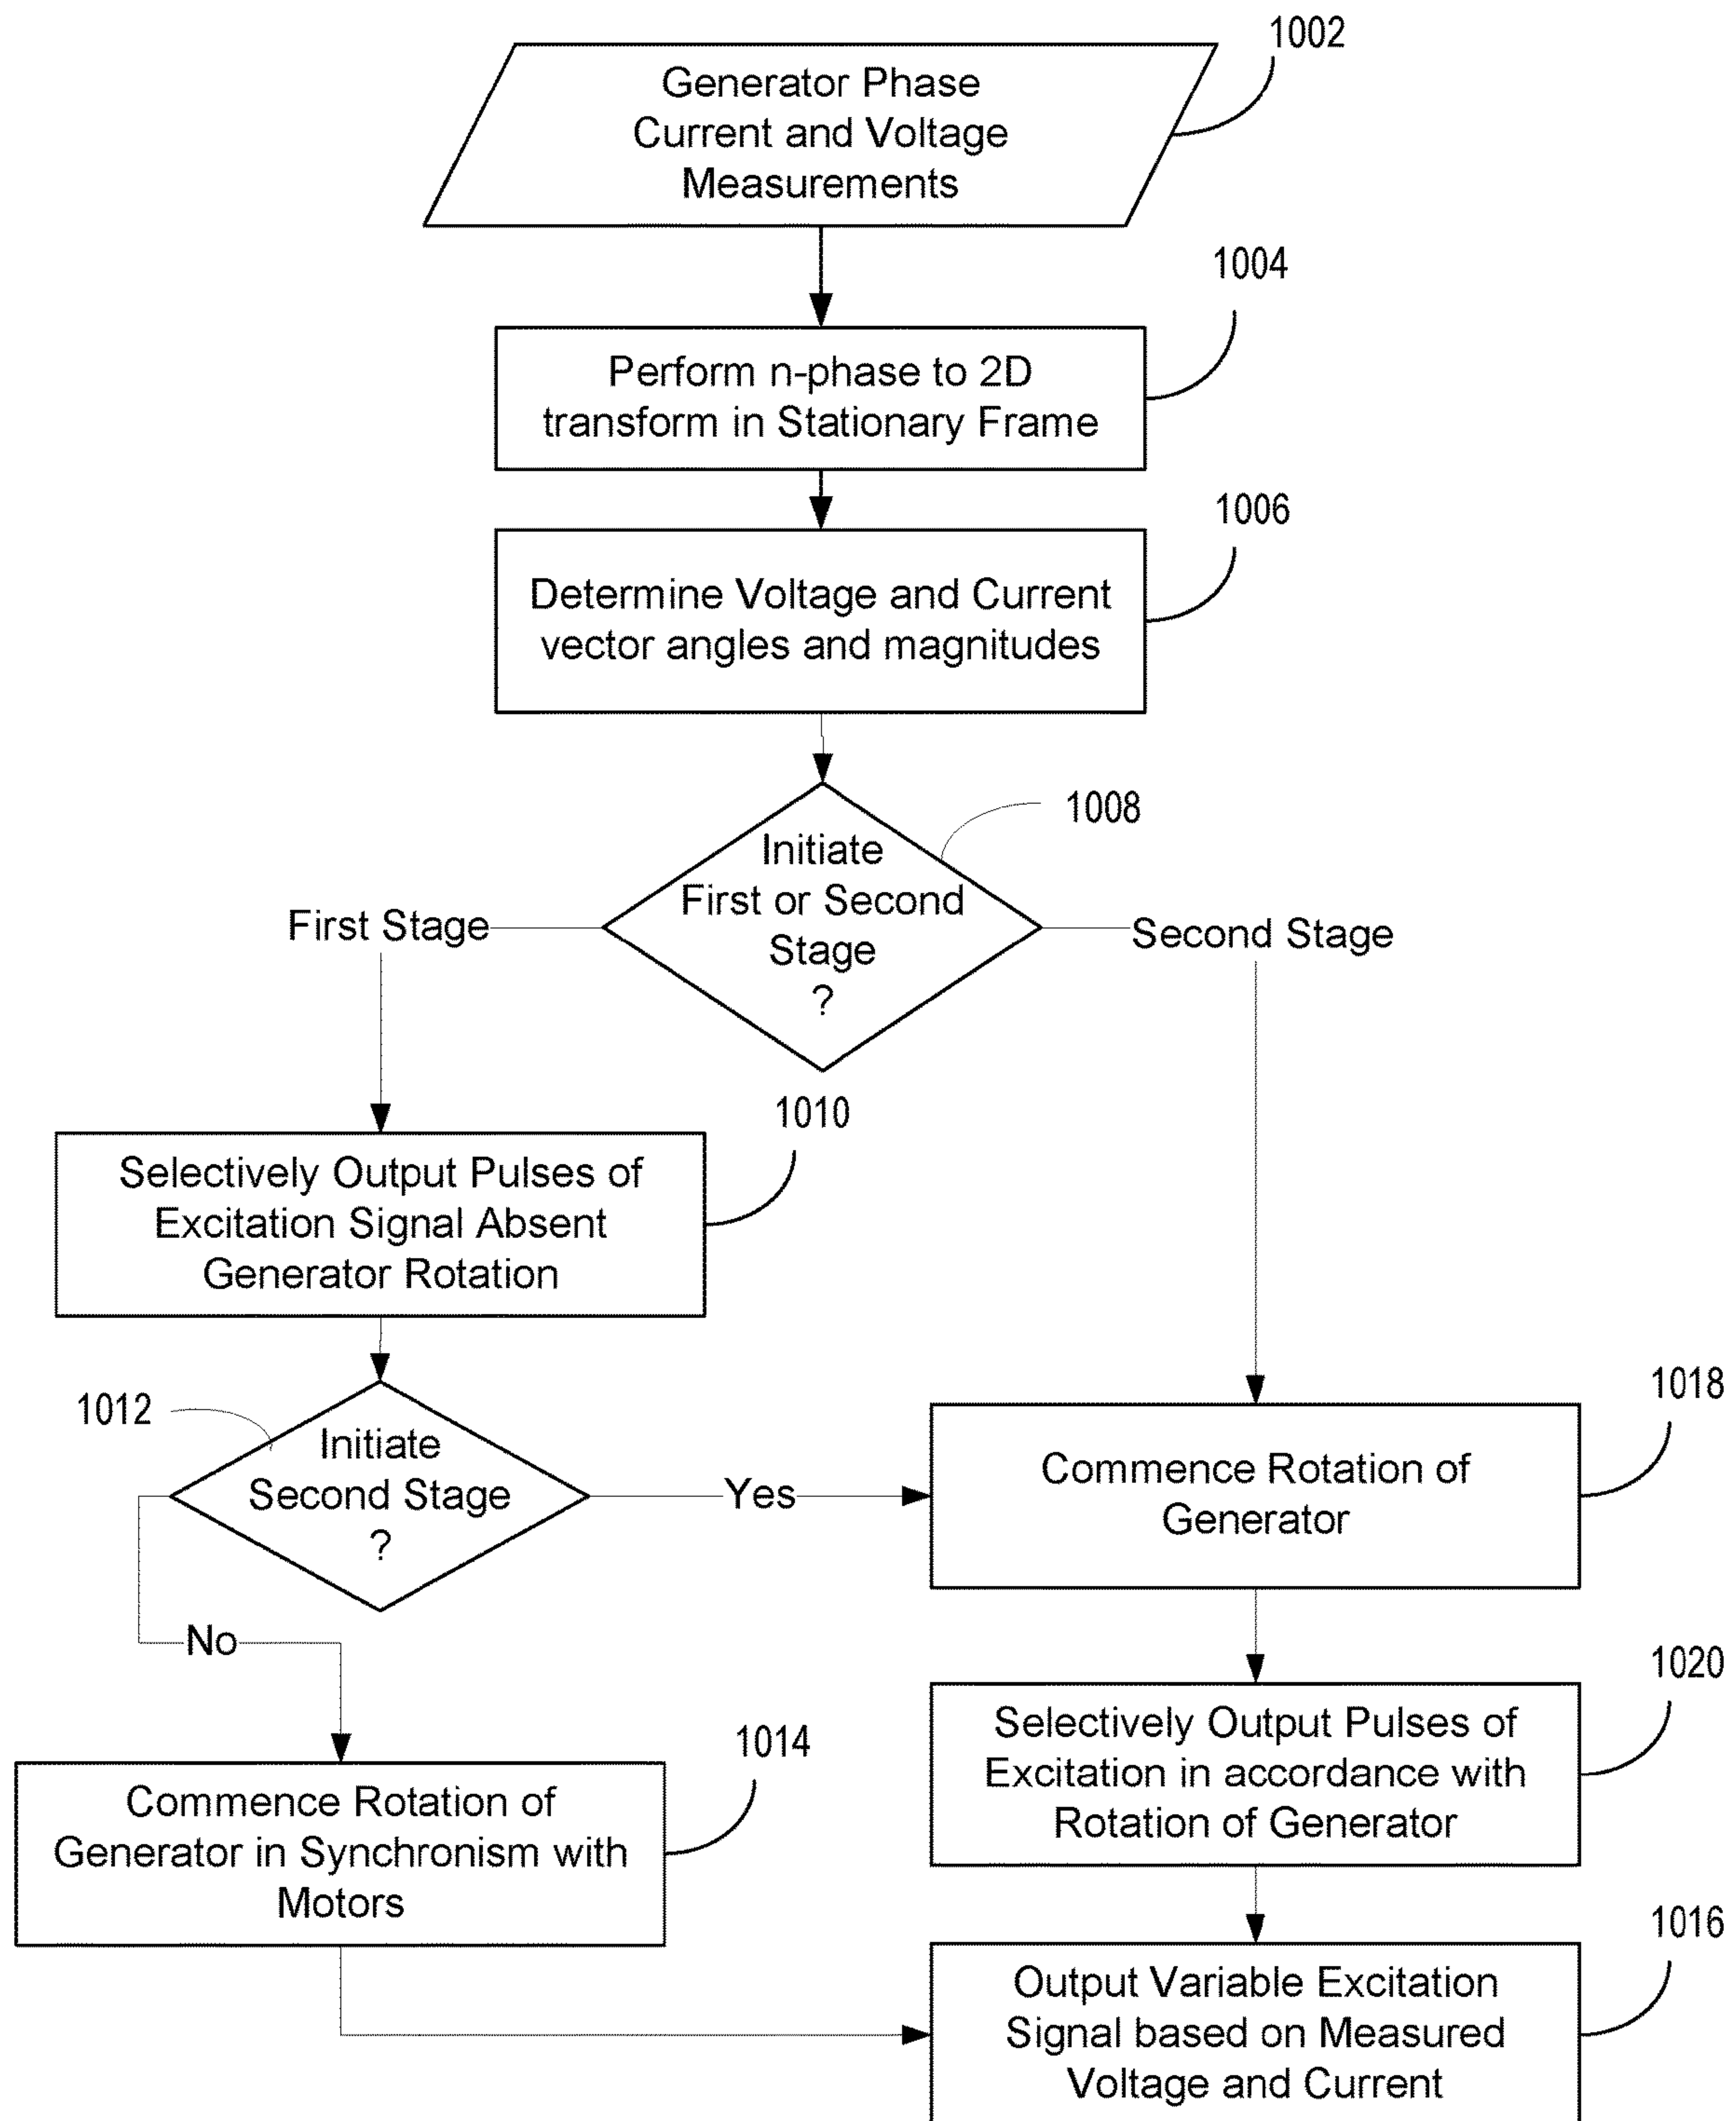 1002
Generator Phase
Current and Voltage
Measurements
1004
Perform n-phase to 2D
transform in Stationary Frame
1006
Determine Voltage and Current
vector angles and magnitudes
1008
Initiate
First or Second
Stage
?
First Stage
Second Stage
1010
Selectively Output Pulses of
Excitation Signal Absent
Generator Rotation
1012
Initiate
Second Stage
?
Yes
No
1018
Commence Rotation of
Generator
1020
Selectively Output Pulses of
Excitation in accordance with
Rotation of Generator
1014
Commence Rotation of
Generator in Synchronism with
Motors
1016
Output Variable Excitation
Signal based on Measured
Voltage and Current